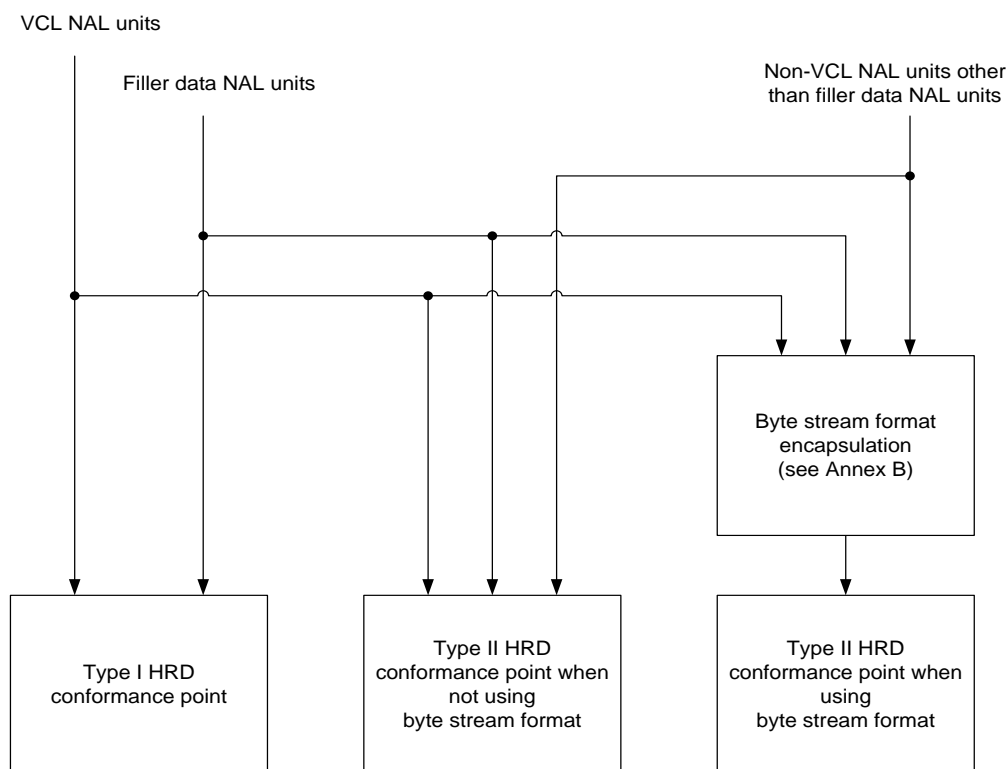 VCL NAL units
Filler data NAL units
Non-VCL NAL units other
than filler data NAL units
Byte stream format
encapsulation
(see Annex B)
Type I HRD
conformance point
Type II HRD
conformance point when
not using
byte stream format
Type II HRD
conformance point when
using
byte stream format